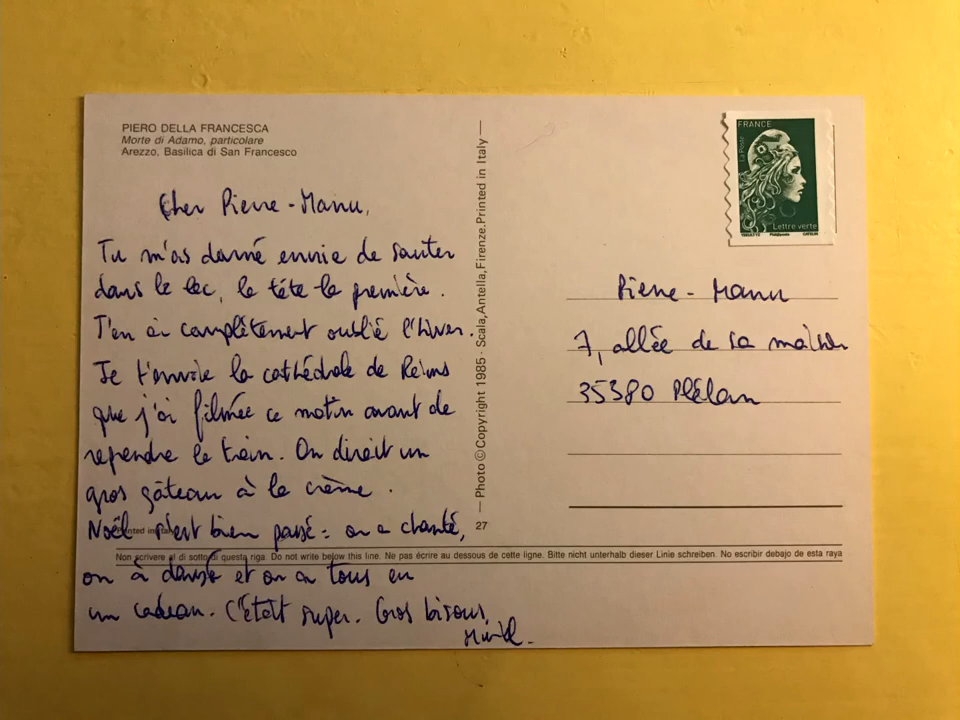 PIERO DELLA FRANCESCA
Morte di Adamo, particolare
Arezzo, Basilica di San Francesco
Cher Pierre-Manu,
Tu m'as donné envie de sauter
dans le lac, la tête la première.
J'en ai complètement oublié l'hiver.
Je t'envoie la cathédrale de Reims
que j'ai filmée ce matin avant de
reprendre le train. On dirait un
gros gâteau à la crème.
Noël s'est bien passé : on a chanté,
on a dansé et on a tous eu
un cadeau. C'était super. Gros bisous,
Photo © Copyright 1985 · Scala, Antella, Firenze. Printed in Italy
27
Printed in
Non scrivere al di sotto di questa riga. Do not write below this line. Ne pas écrire au dessous de cette ligne. Bitte nicht unterhalb dieser Linie schreiben. No escribir debajo de esta raya
FRANCE
La Poste
Lettre verte
Pierre-Manu
7, allée de la
35380 Plélan